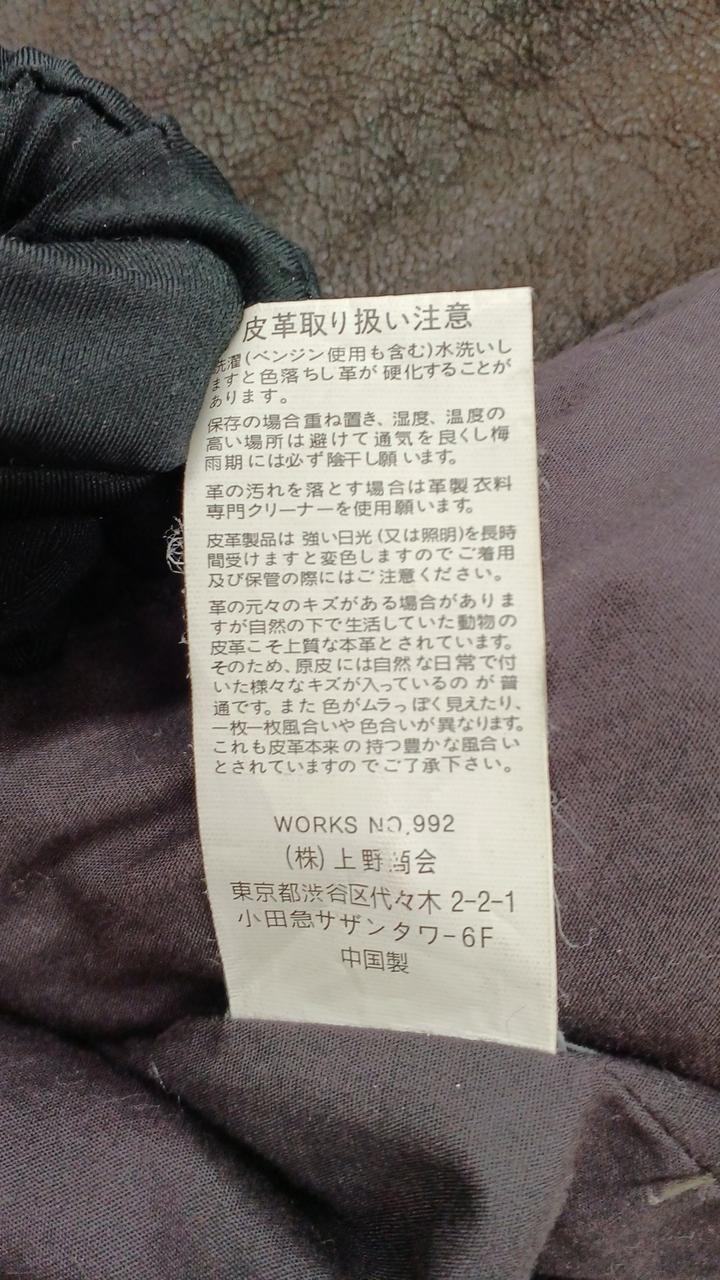 皮革取り扱い注意
洗濯(ベンジン使用も含む)水洗いし
ますと色落ちし革が硬化することが
あります。
保存の場合重ね置き、湿度、温度の
高い場所は避けて通気を良くし梅
雨期には必ず陰干し願います。
革の汚れを落とす場合は革製衣料
専門クリーナーを使用願います。
皮革製品は強い日光(又は照明)を長時
間受けますと変色しますのでご着用
及び保管の際にはご注意ください。
革の元々のキズがある場合がありま
すが自然の下で生活していた動物の
皮革こそ上質な本革とされています。
そのため、原皮には自然な日常で付
いた様々なキズが入っているのが普
通です。また色がムラっぽく見えたり、
一枚一枚風合いや色合いが異なります。
これも皮革本来の持つ豊かな風合い
とされていますのでご了承下さい。
WORKS NO,992
(株)上野商会
東京都渋谷区代々木2-2-1
小田急サザンタワー6F
中国製